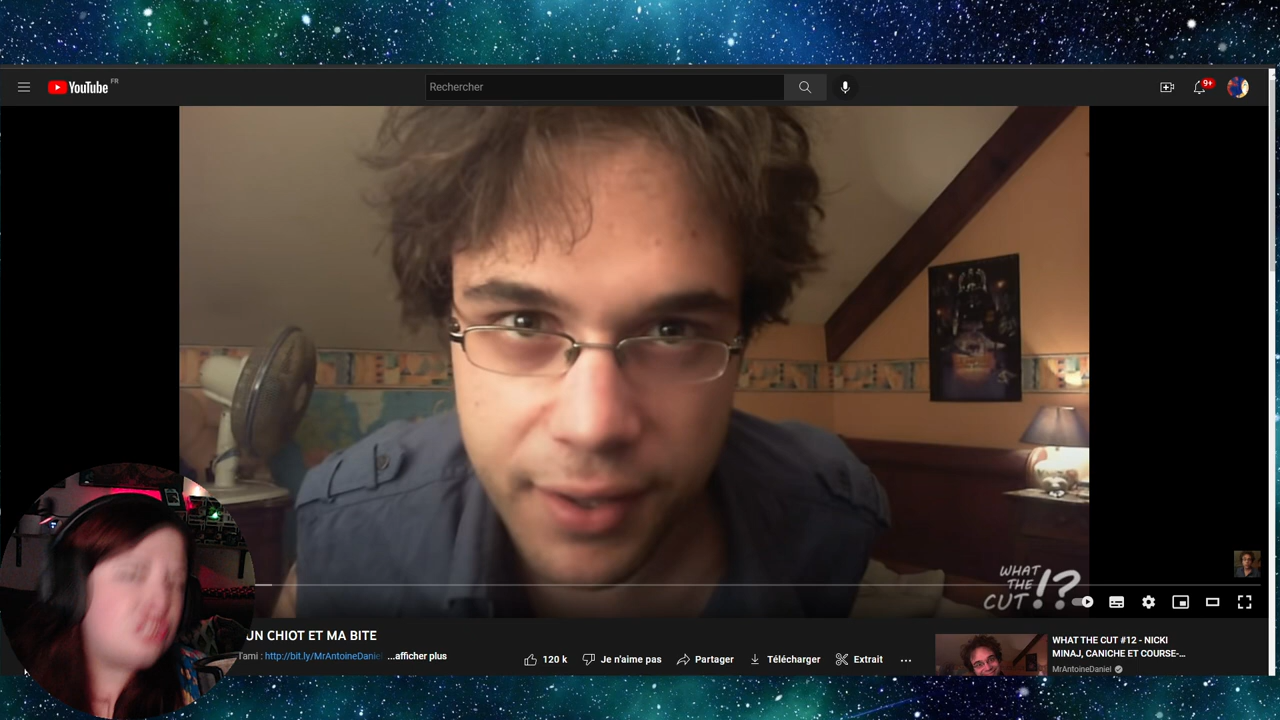 YouTube FR
Rechercher
9+
WHAT
THE
CUT !?
UN CHIOT ET MA BITE
Tami : http://bit.ly/MrAntoineDaniel ...afficher plus
120 k
Je n'aime pas
Partager
Télécharger
Extrait
WHAT THE CUT #12 - NICKI
MINAJ, CANICHE ET COURSE-...
MrAntoineDaniel